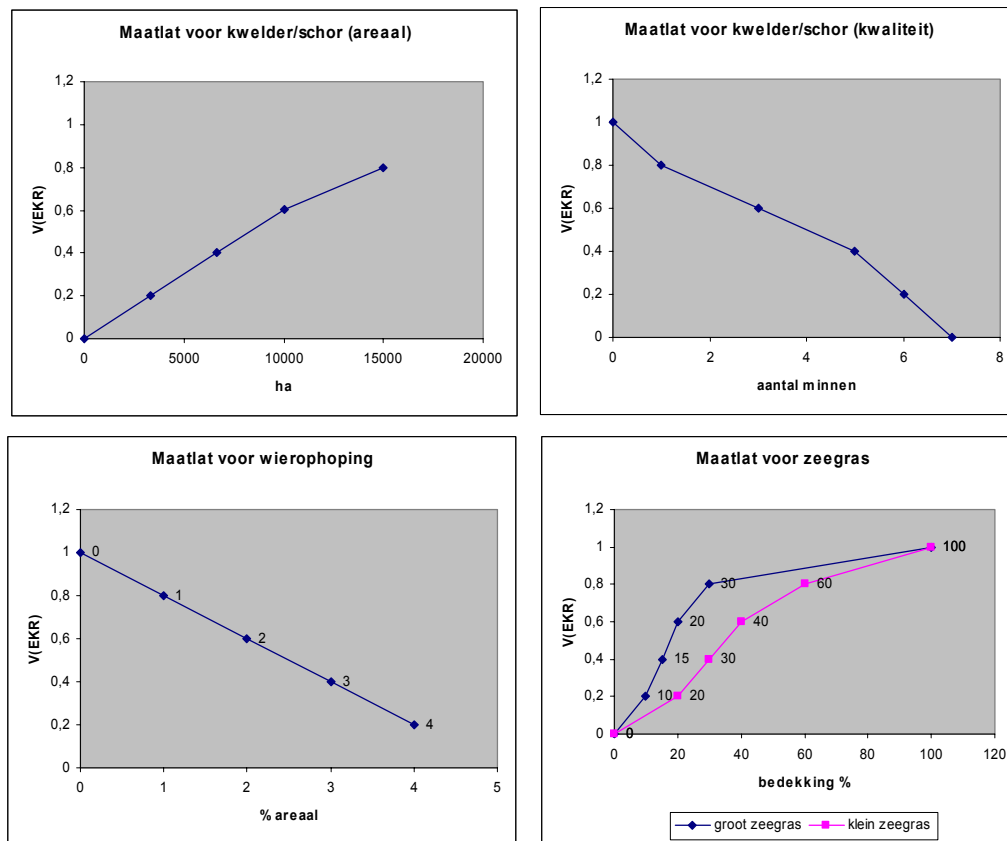 Maatlat voor kwelder/schor (areaal)
1,2
1
0,8
0,6
0,4
0,2
0
V(EKR)
0 5000 10000 15000 20000
ha
Maatlat voor kwelder/schor (kwaliteit)
1,2
1
0,8
0,6
0,4
0,2
0
V(EKR)
0 2 4 6 8
aantal minnen
Maatlat voor wierophoping
1,2
1
0,8
0,6
0,4
0,2
0
V(EKR)
0
1
2
3
4
0 1 2 3 4 5
% areaal
Maatlat voor zeegras
1,2
1
0,8
0,6
0,4
0,2
0
V(EKR)
100
30 60
20 40
15 30
10 20
0
0 20 40 60 80 100 120
bedekking %
groot zeegras klein zeegras